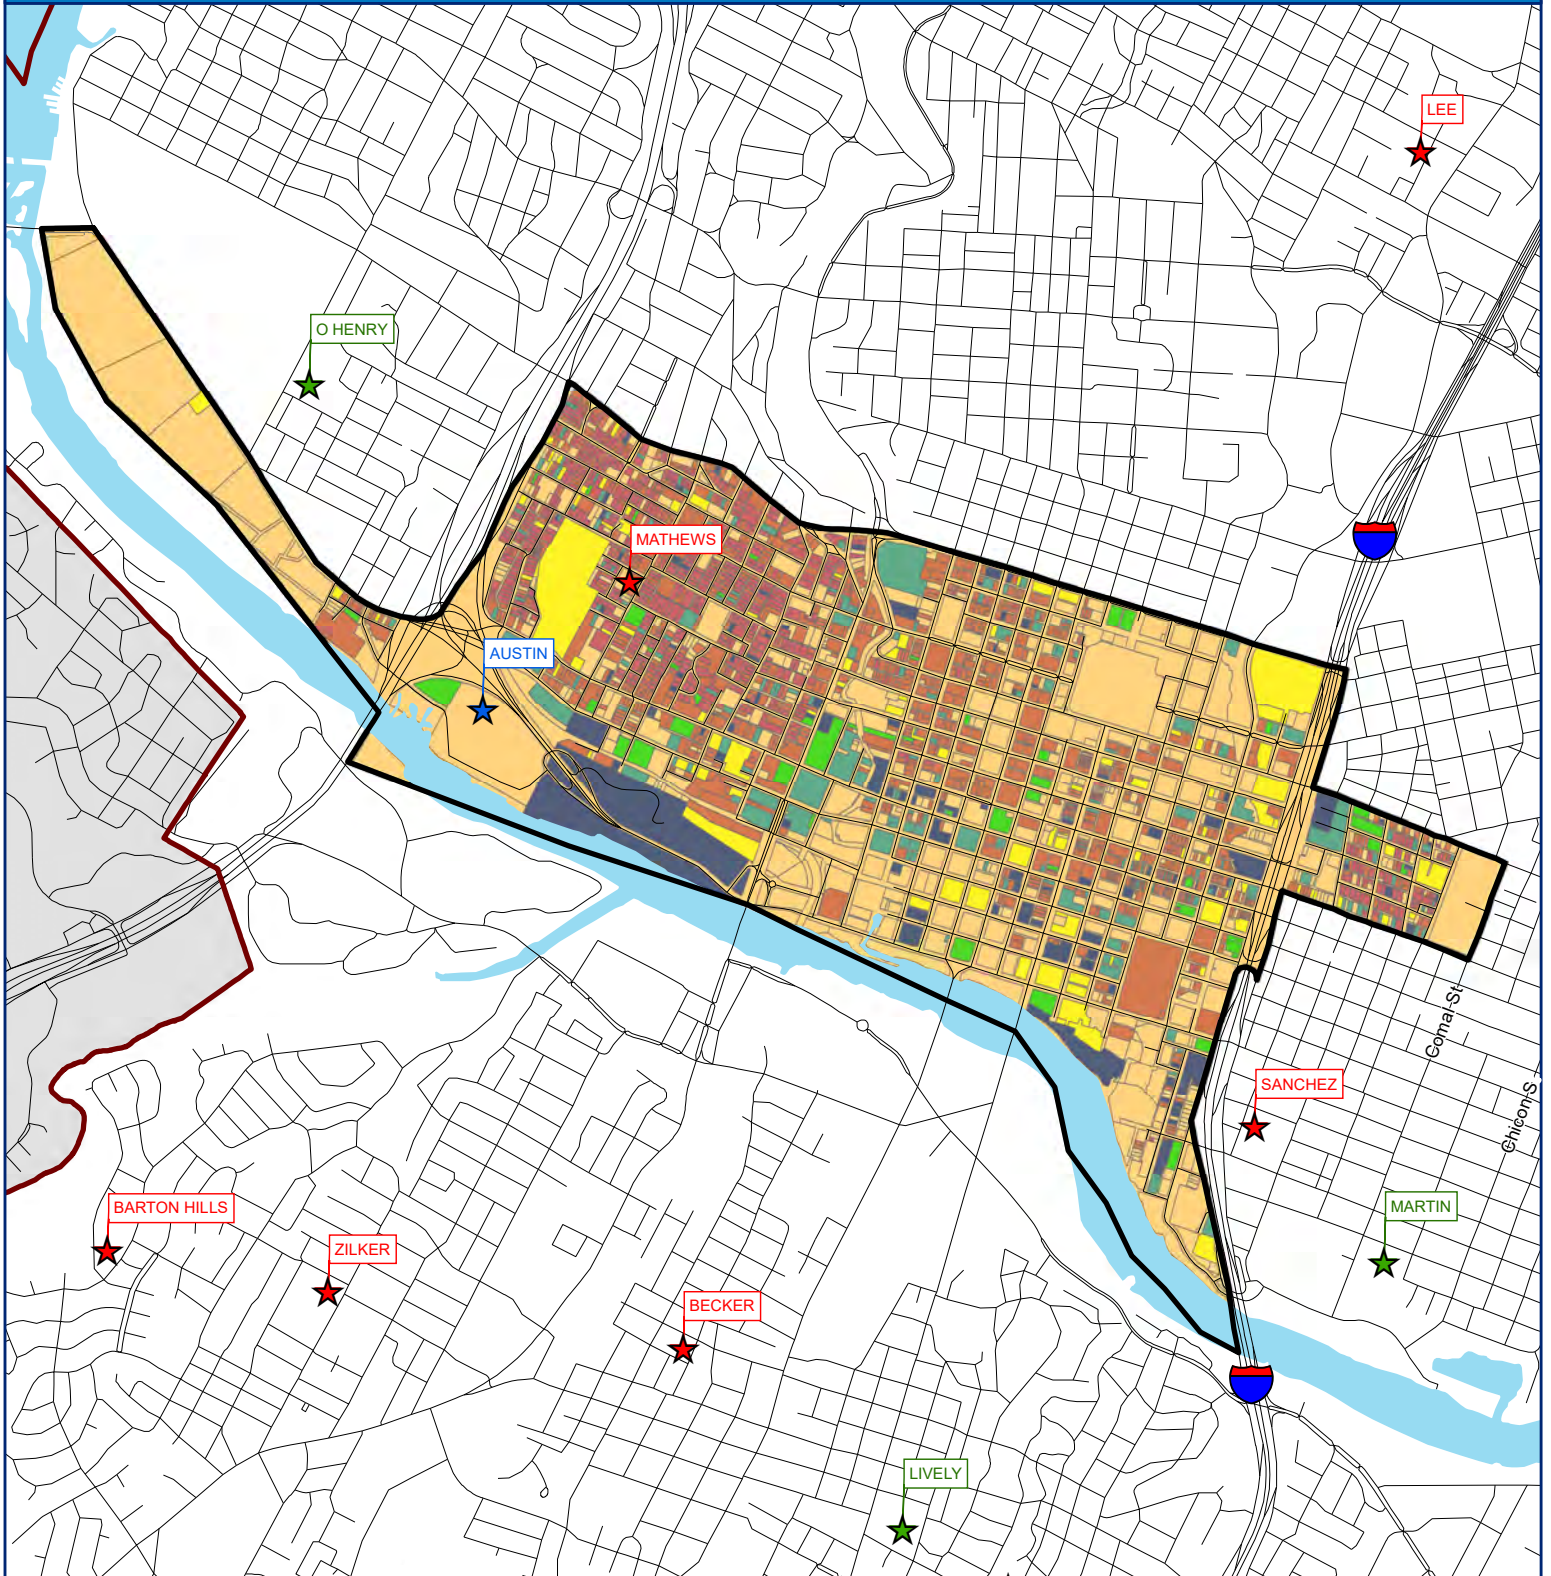 LEE
O HENRY
MATHEWS
AUSTIN
Comal St
SANCHEZ
Chicon S
BARTON HILLS
MARTIN
ZILKER
BECKER
LIVELY